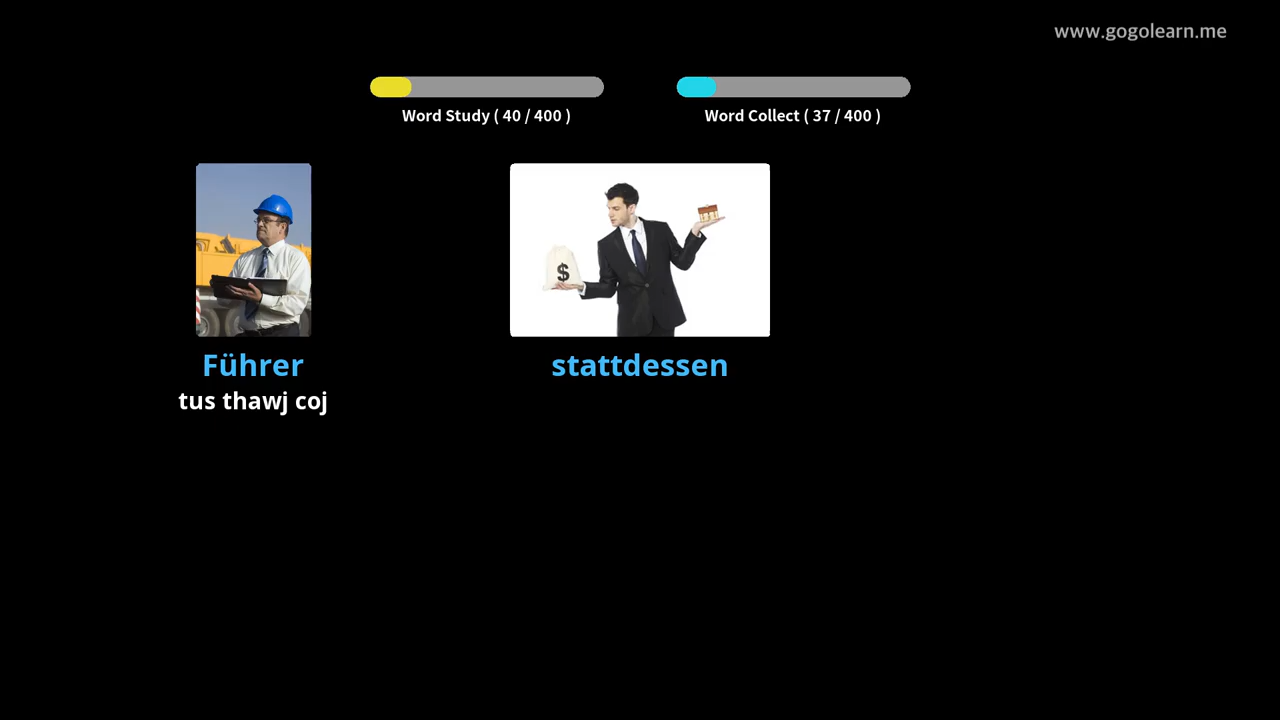 www.gogolearn.me
Word Study ( 40 / 400 )
Word Collect ( 37 / 400 )
$
Führer
tus thawj coj
stattdessen